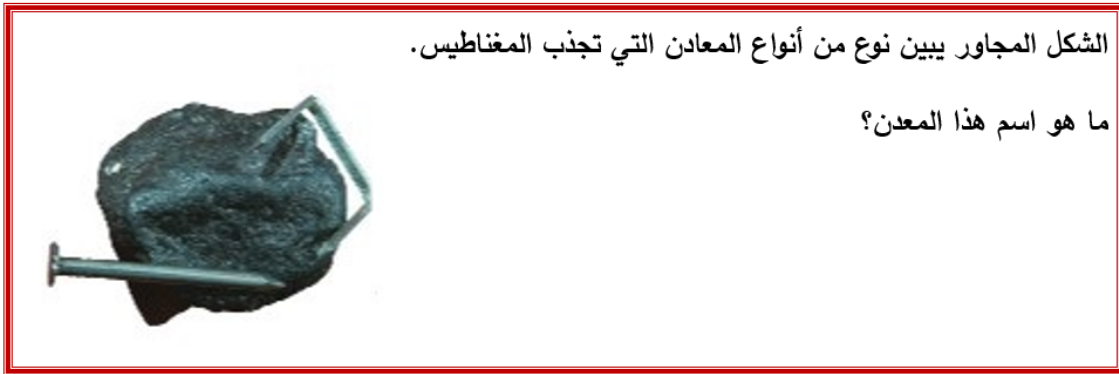 الشكل المجاور يبين نوع من أنواع المعادن التي تجذب المغناطيس.
ما هو اسم هذا المعدن؟